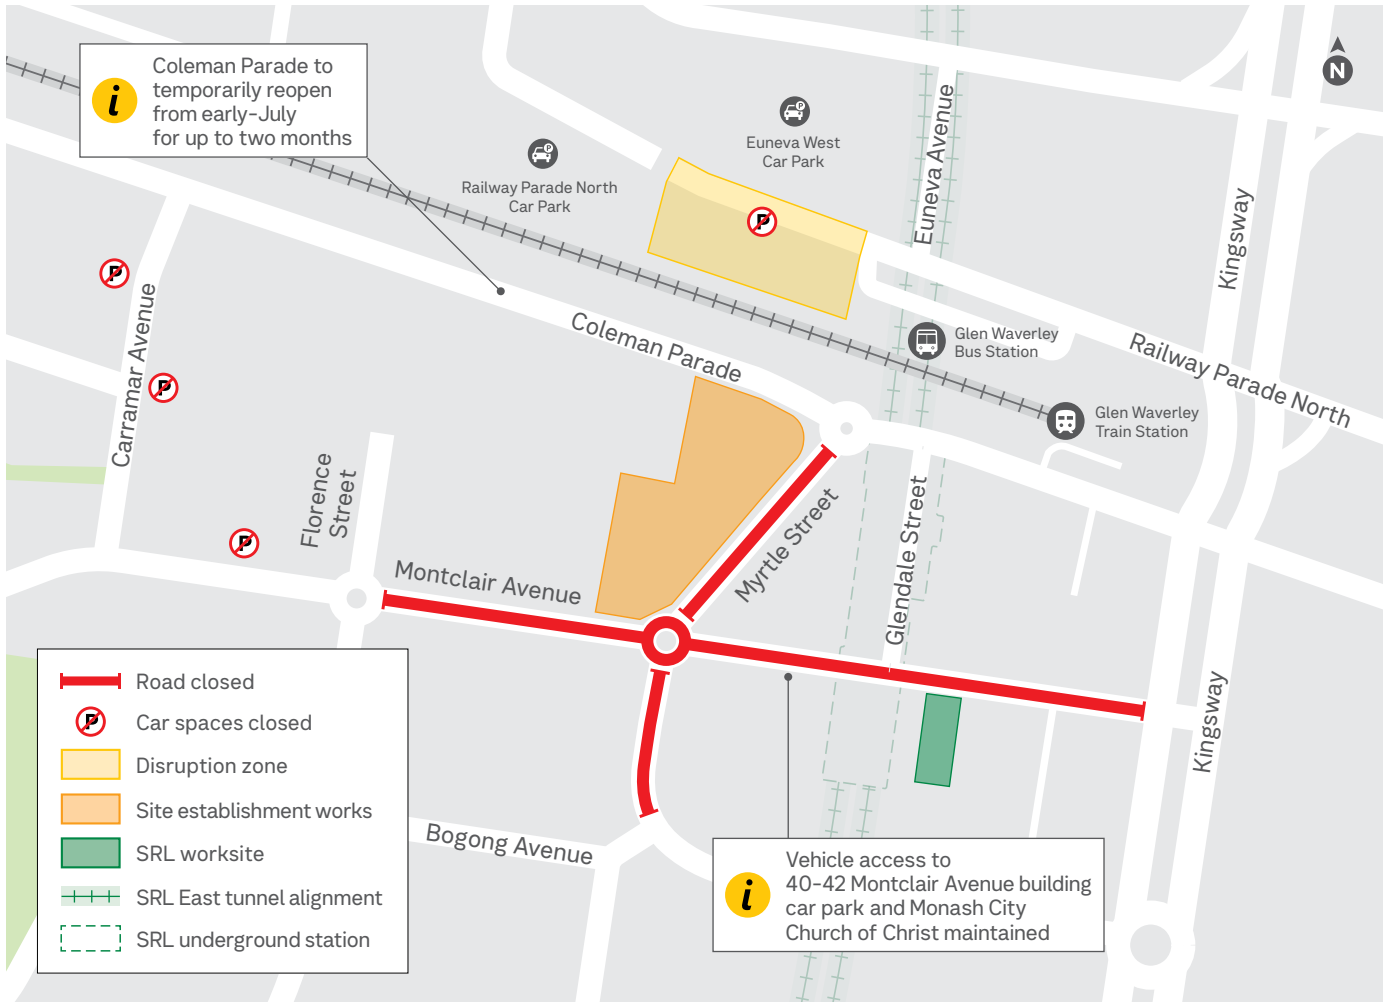 Coleman Parade to
temporarily reopen
from early-July
for up to two months
i
N
P
Euneva West
Car Park
P
Railway Parade North
Car Park
Euneva Avenue
P
Kingsway
P
Carramar Avenue
Coleman Parade
Glen Waverley
Bus Station
Railway Parade North
P
Glen Waverley
Train Station
Florence
Street
P
Montclair Avenue
Myrtle Street
Glendale Street
Kingsway
Road closed
P
Car spaces closed
Disruption zone
Site establishment works
SRL worksite
SRL East tunnel alignment
SRL underground station
Bogong Avenue
i
Vehicle access to
40-42 Montclair Avenue building
car park and Monash City
Church of Christ maintained